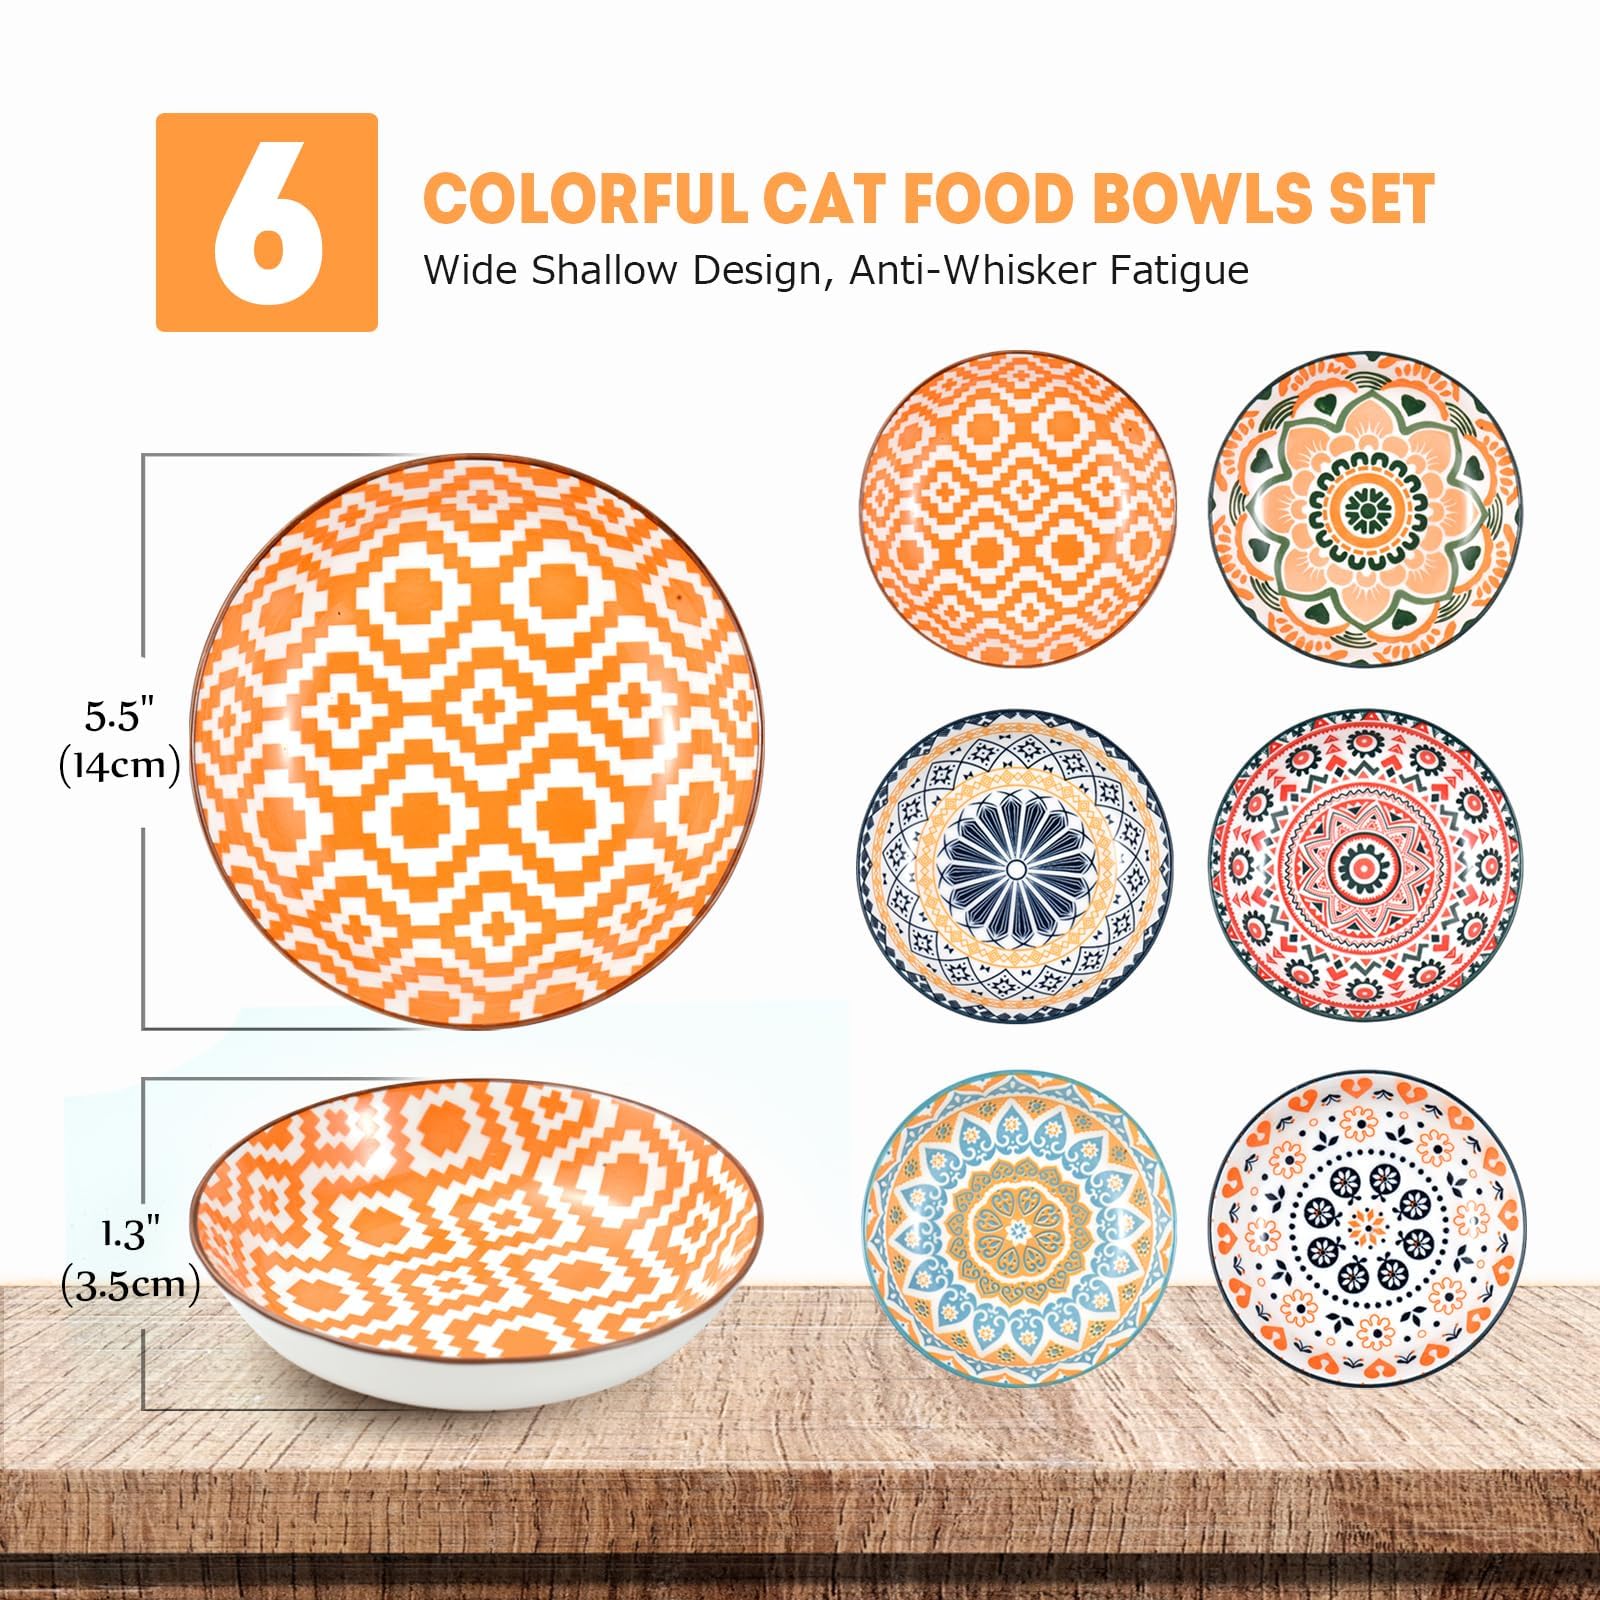 6
COLORFUL CAT FOOD BOWLS SET
Wide Shallow Design, Anti-Whisker Fatigue
5.5"
(14cm)
1.3"
(3.5cm)